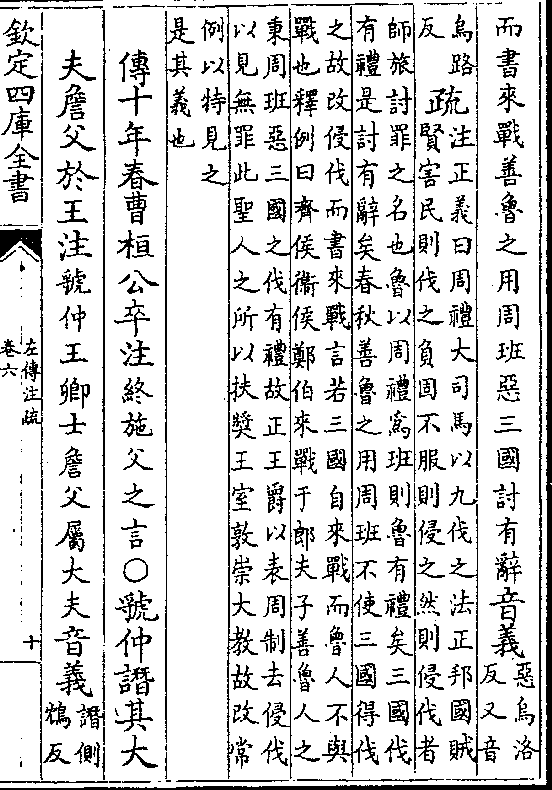 而書來戰善魯之用周班惡三國討有辭音義惡烏洛
反又音
烏路
反
疏注正義曰周禮大司馬以九伐之法正邦國賊
賢害民則伐之負固不服則侵之然則侵伐者
師旅討罪之名也魯以周禮爲班則魯有禮矣三國伐
有禮是討有辭矣春秋善魯之用周班不使三國得伐
之故改侵伐而書來戰言若三國自來戰而魯人不與
戰也釋例曰齊侯衞侯鄭伯來戰于郎夫子善魯人之
秉周班惡三國之伐有禮故正王爵以表周制去侵伐
以見無罪此聖人之所以扶奬王室敦崇大教故改常
例以特見之
是其義也
傳十年春曹桓公卒注終施父之言○虢仲譖其大
夫詹父於王注虢仲王卿士詹父屬大夫音義譖側
鴆反
欽定四庫全書
左傳注疏
卷六
十